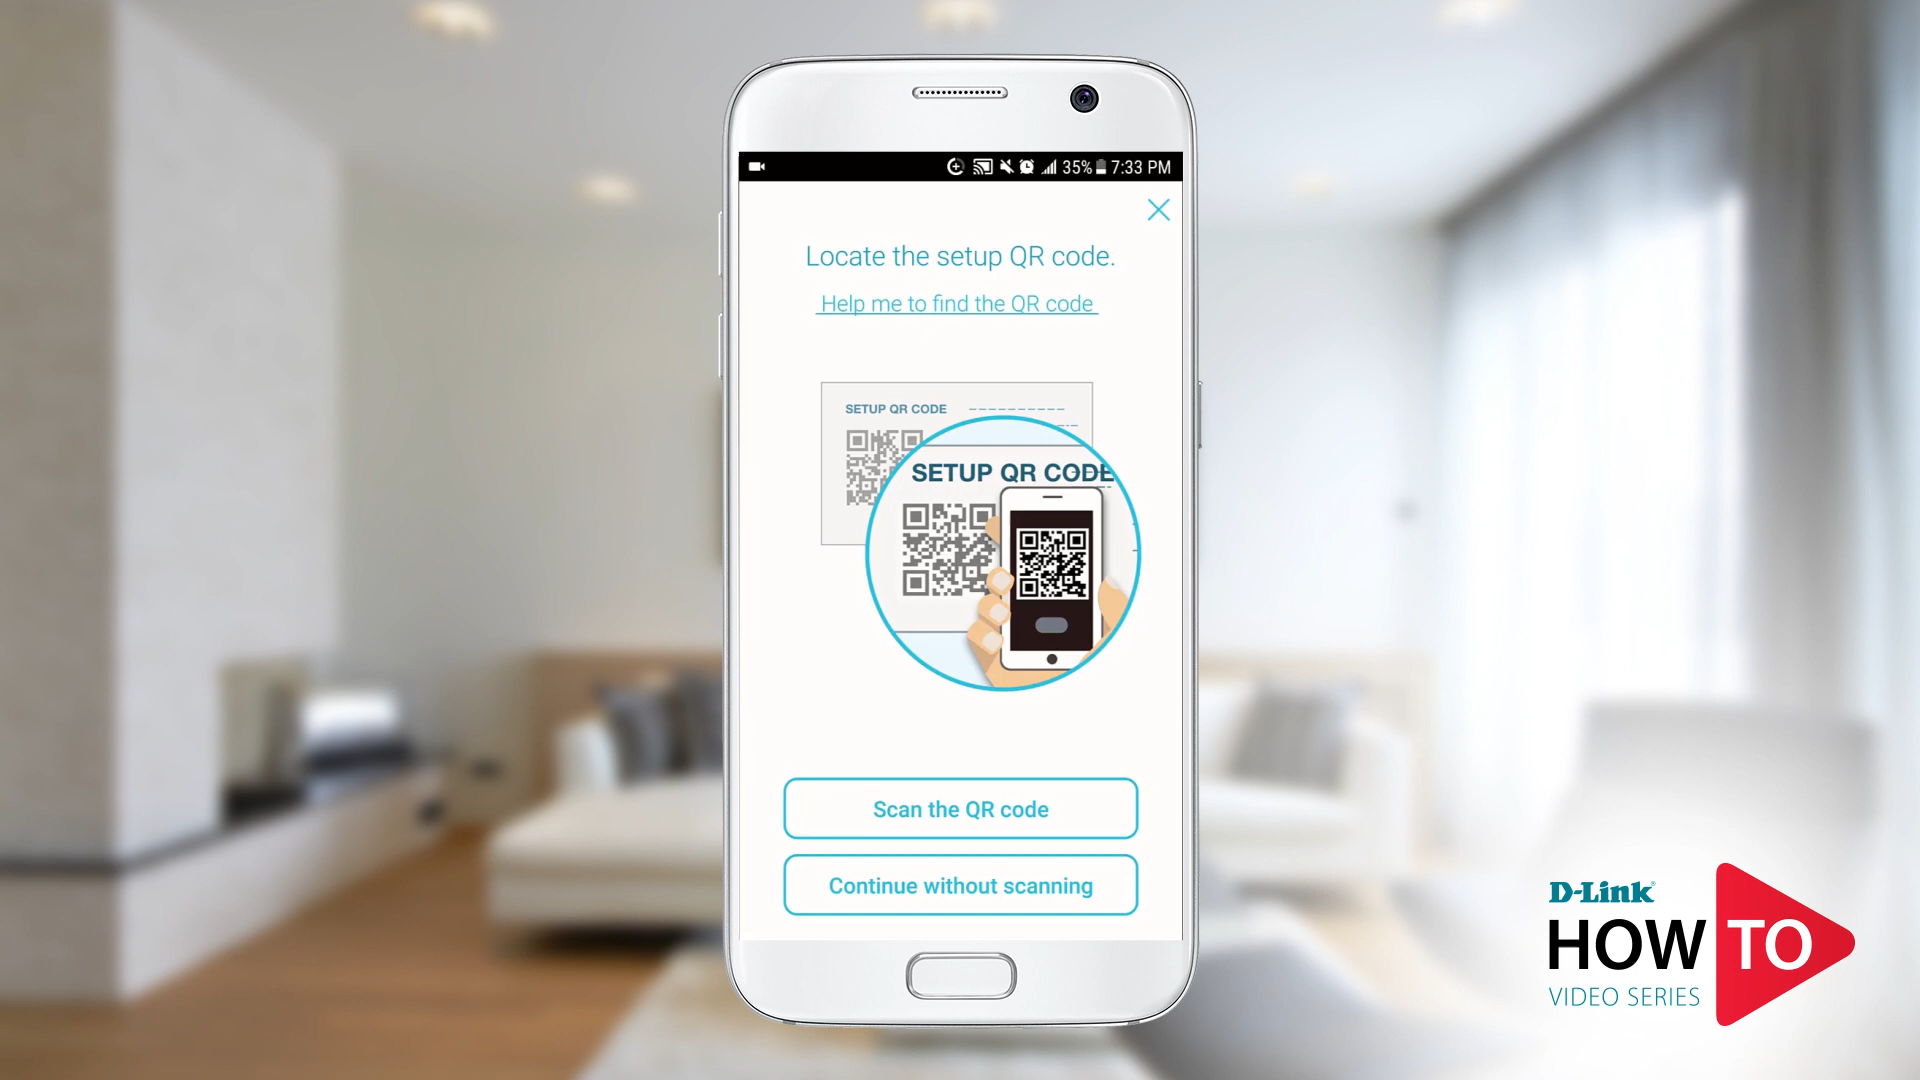 35% 7:33 PM
Locate the setup QR code.
Help me to find the QR code
SETUP QR CODE
SETUP QR CODE
Scan the QR code
Continue without scanning
D-Link®
HOW TO
VIDEO SERIES